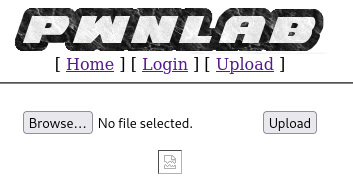 PWNLAB
[ Home ] [ Login ] [ Upload ]
Browse... No file selected. Upload